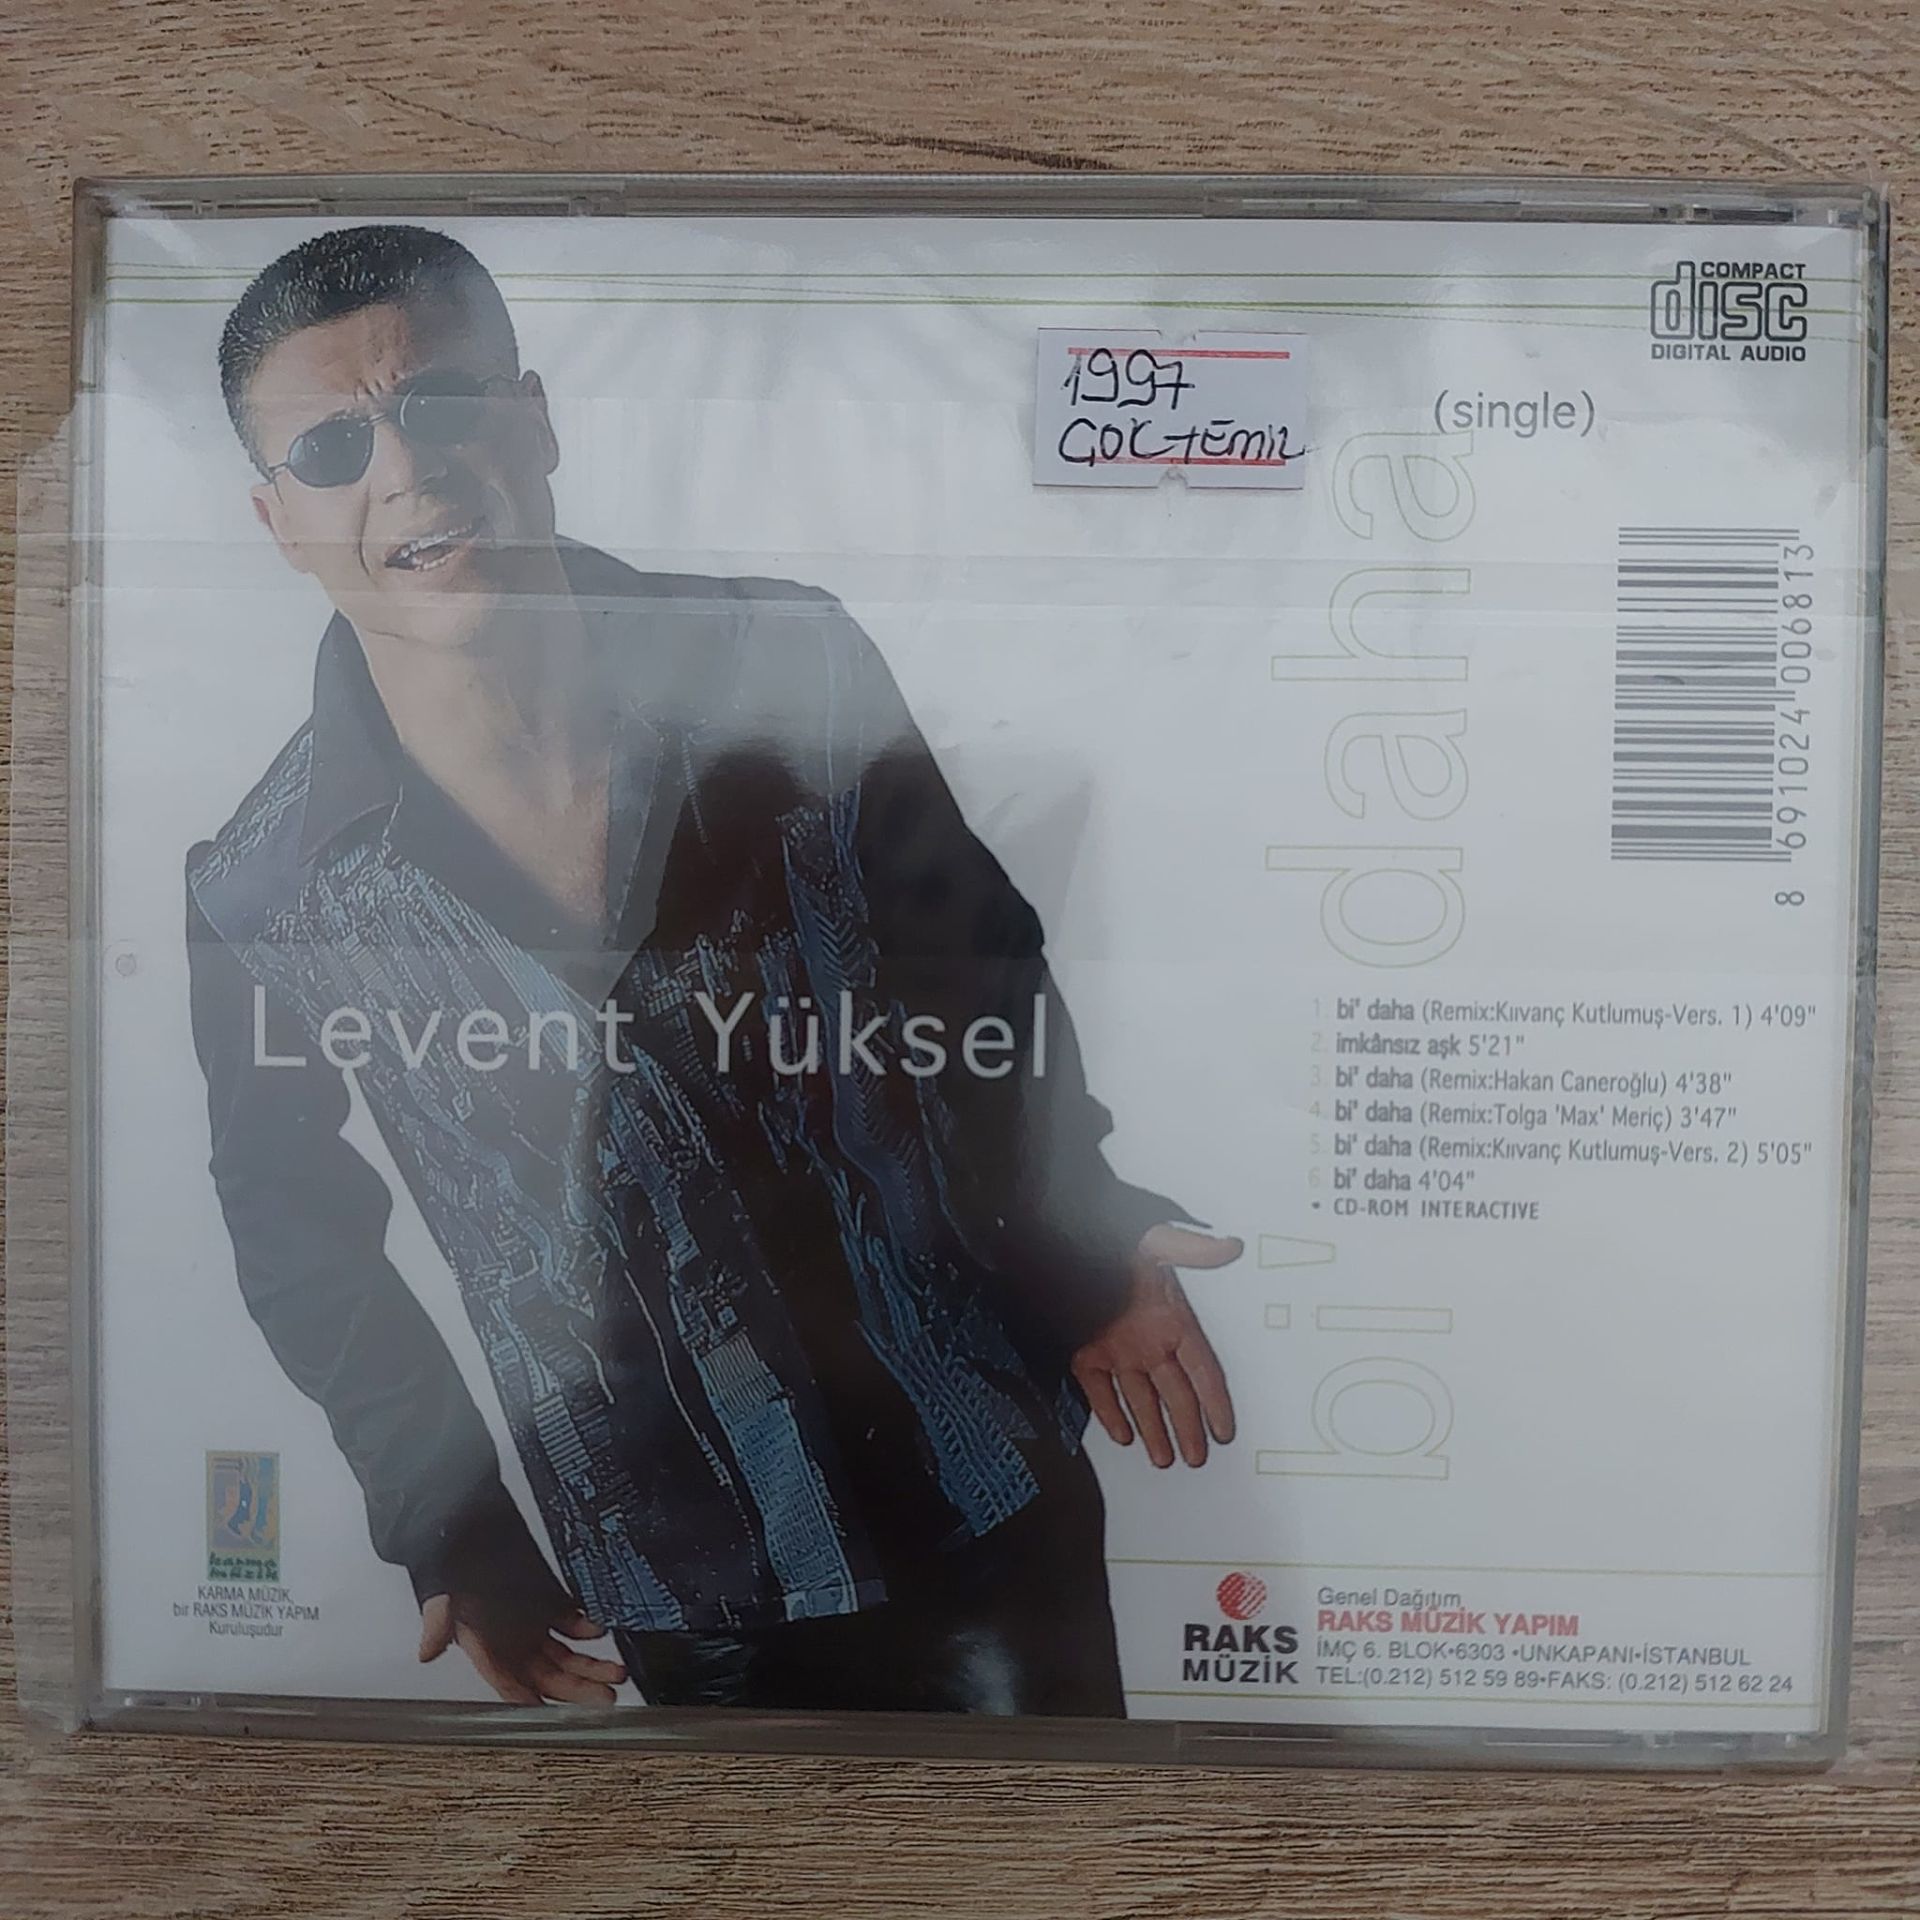 COMPACT
disc
DIGITAL AUDIO
1997
GÖKTEMİZ
(single)
bi' daha
8 691024 006813
Levent Yüksel
1. bi' daha (Remix:Kıvanç Kutlumuş-Vers. 1) 4'09"
2. imkânsız aşk 5'21"
3. bi' daha (Remix:Hakan Caneroğlu) 4'38"
4. bi' daha (Remix:Tolga 'Max' Meriç) 3'47"
5. bi' daha (Remix:Kıvanç Kutlumuş-Vers. 2) 5'05"
6. bi' daha 4'04"
• CD-ROM INTERACTIVE
karma
müzik
KARMA MÜZİK,
bir RAKS MÜZİK YAPIM
Kuruluşudur
RAKS
MÜZİK
Genel Dağıtım
RAKS MÜZİK YAPIM
İMÇ 6. BLOK•6303 •UNKAPANI•İSTANBUL
TEL:(0.212) 512 59 89•FAKS: (0.212) 512 62 24